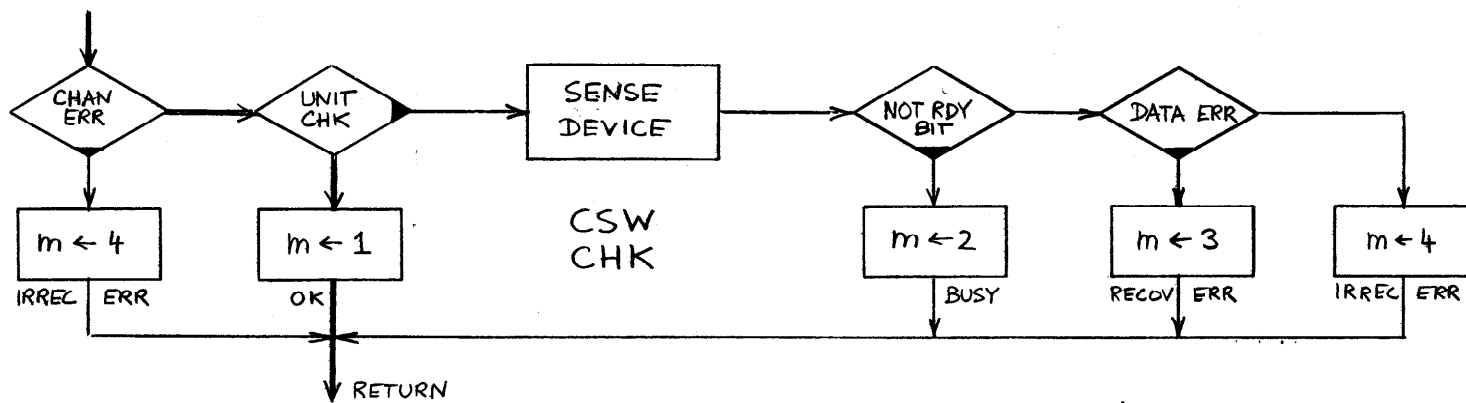 CHAN
ERR
UNIT
CHK
SENSE
DEVICE
NOT RDY
BIT
DATA ERR
m ← 4
m ← 1
CSW
CHK
m ← 2
m ← 3
m ← 4
IRREC ERR
OK
BUSY
RECOV ERR
IRREC ERR
RETURN